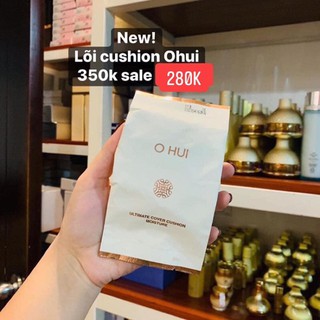 New!
Lõi cushion Ohui
350k sale 280K
O HUI
ULTIMATE COVER CUSHION
MOISTURE